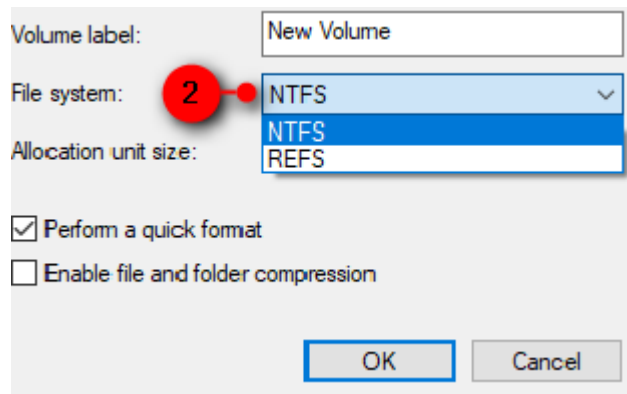 Volume label: New Volume
File system: 2 NTFS
NTFS
Allocation unit size: REFS
Perform a quick format
Enable file and folder compression
OK Cancel